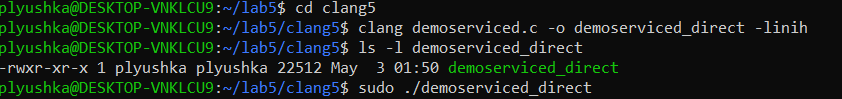 plyushka@DESKTOP-VNKLCU9:~/lab5$ cd clang5
plyushka@DESKTOP-VNKLCU9:~/lab5/clang5$ clang demoserviced.c -o demoserviced_direct -linih
plyushka@DESKTOP-VNKLCU9:~/lab5/clang5$ ls -l demoserviced_direct
-rwxr-xr-x 1 plyushka plyushka 22512 May  3 01:50 demoserviced_direct
plyushka@DESKTOP-VNKLCU9:~/lab5/clang5$ sudo ./demoserviced_direct